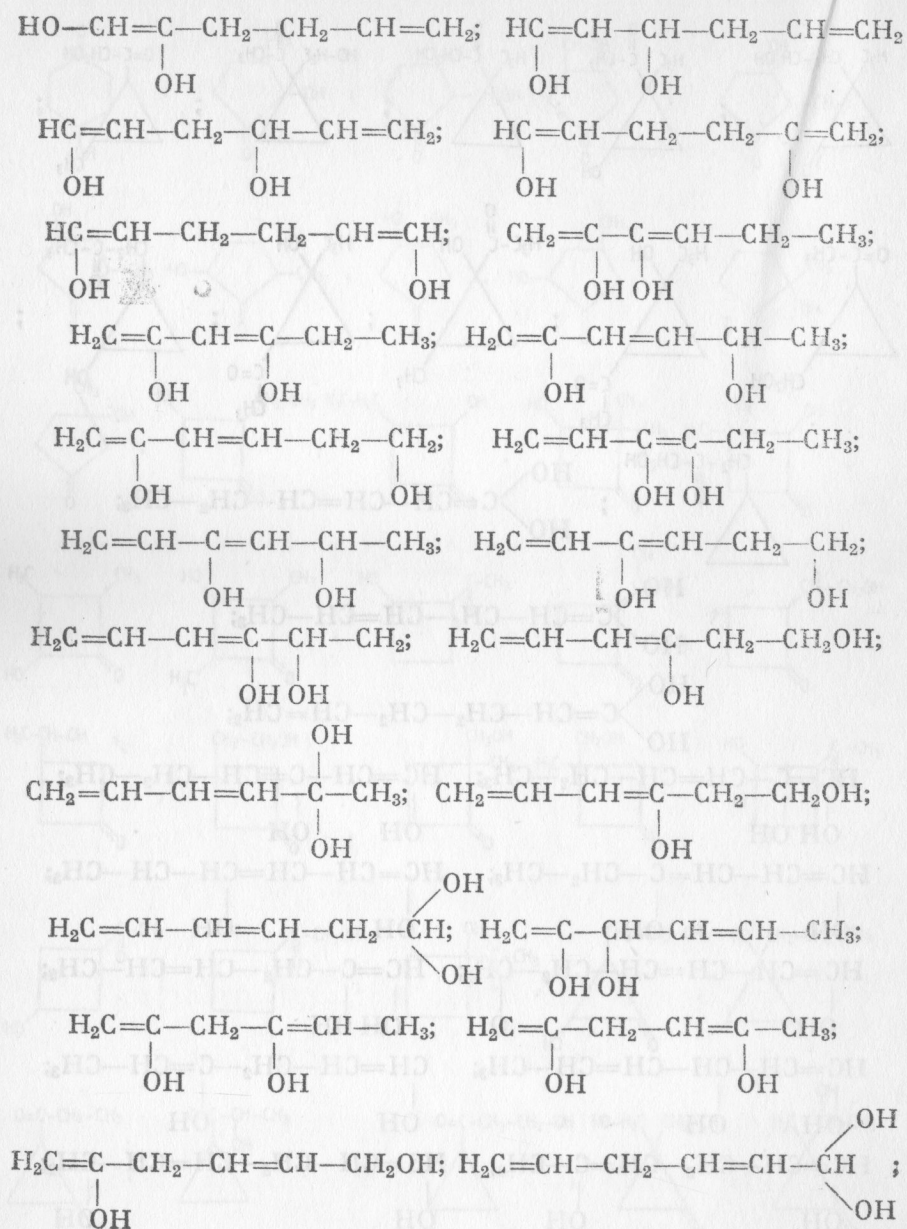 HO—CH=C—CH₂—CH₂—CH=CH₂; HC=CH—CH—CH₂—CH=CH₂
OH OH OH
HC=CH—CH₂—CH—CH=CH₂; HC=CH—CH₂—CH₂—C=CH₂;
OH OH OH OH
HC=CH—CH₂—CH₂—CH=CH; CH₂=C—C=CH—CH₂—CH₃;
OH OH OH OH
H₂C=C—CH=C—CH₂—CH₃; H₂C=C—CH=CH—CH—CH₃;
OH OH OH OH
H₂C=C—CH=CH—CH₂—CH₂; H₂C=CH—C=C—CH₂—CH₃;
OH OH OH OH
H₂C=CH—C=CH—CH—CH₃; H₂C=CH—C=CH—CH₂—CH₂;
OH OH OH OH
H₂C=CH—CH=C—CH—CH₂; H₂C=CH—CH=C—CH₂—CH₂OH;
OH OH OH
OH
CH₂=CH—CH=CH—C—CH₃; CH₂=CH—CH=C—CH₂—CH₂OH;
OH OH
OH
H₂C=CH—CH=CH—CH₂—CH; H₂C=C—CH—CH=CH—CH₃;
OH OH OH
H₂C=C—CH₂—C=CH—CH₃; H₂C=C—CH₂—CH=C—CH₃;
OH OH OH OH
OH
H₂C=C—CH₂—CH=CH—CH₂OH; H₂C=CH—CH₂—CH=CH—CH ;
OH OH